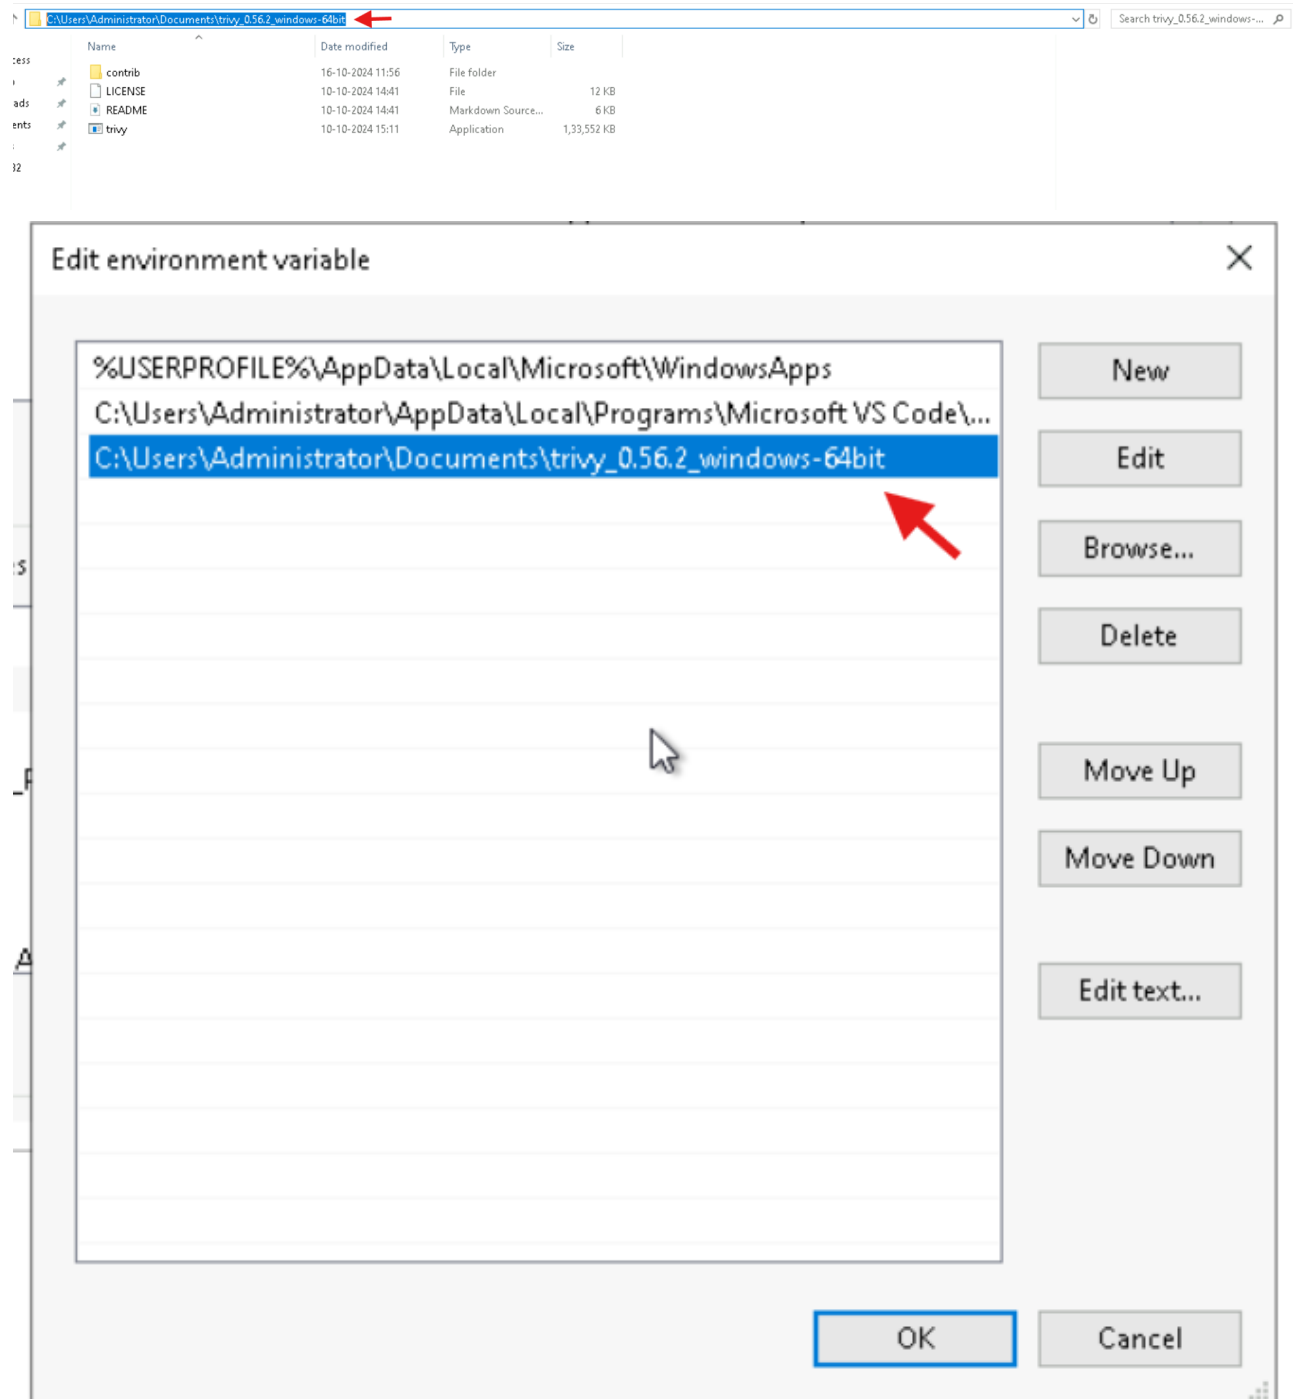 C:\Users\Administrator\Documents\trivy_0.56.2_windows-64bit Search trivy_0.56.2_windows-...
Name Date modified Type Size
cess
contrib 16-10-2024 11:56 File folder
LICENSE 10-10-2024 14:41 File 12 KB
ads
README 10-10-2024 14:41 Markdown Source... 6 KB
ents
trivy 10-10-2024 15:11 Application 1,33,552 KB
32
Edit environment variable
%USERPROFILE%\AppData\Local\Microsoft\WindowsApps
C:\Users\Administrator\AppData\Local\Programs\Microsoft VS Code\...
C:\Users\Administrator\Documents\trivy_0.56.2_windows-64bit
New
Edit
Browse...
Delete
Move Up
Move Down
Edit text...
OK
Cancel